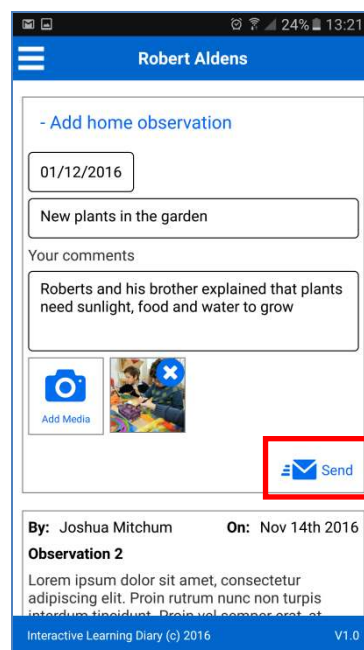 24% 13:21
Robert Aldens
- Add home observation
01/12/2016
New plants in the garden
Your comments
Roberts and his brother explained that plants
need sunlight, food and water to grow
Add Media
Send
By: Joshua Mitchum On: Nov 14th 2016
Observation 2
Lorem ipsum dolor sit amet, consectetur
adipiscing elit. Proin rutrum nunc non turpis
Interactive Learning Diary (c) 2016 V1.0